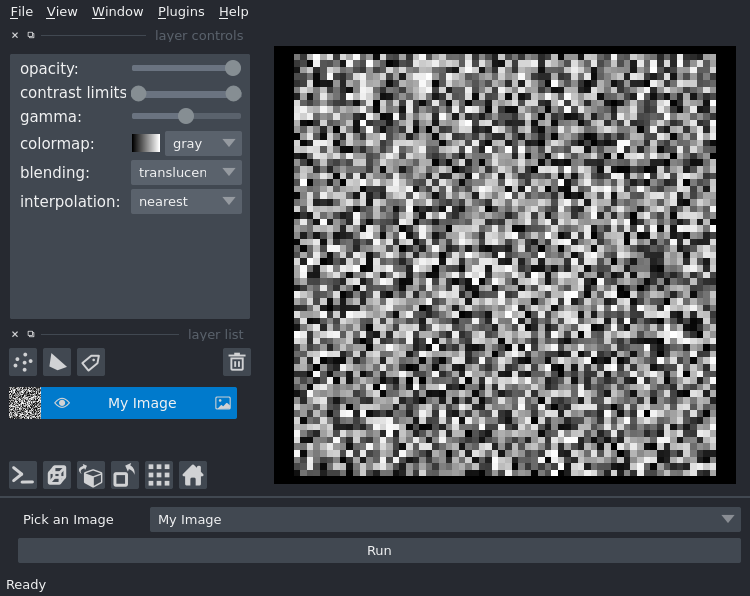 File View Window Plugins Help
layer controls
opacity:
contrast limits
gamma:
colormap: gray
blending: translucen
interpolation: nearest
layer list
My Image
Pick an Image My Image
Run
Ready